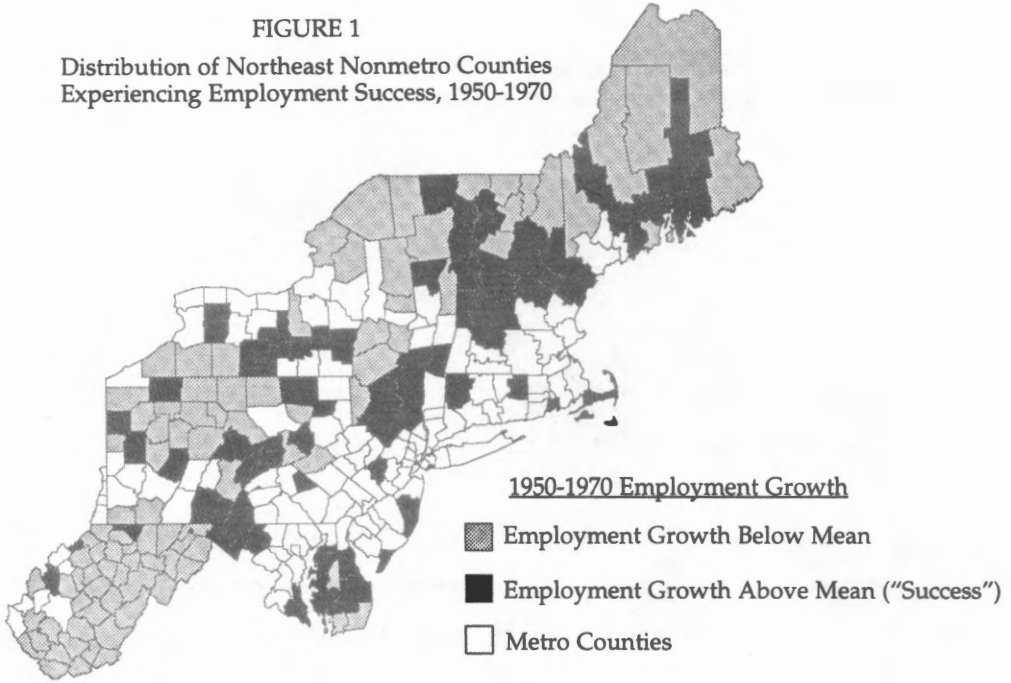 FIGURE 1
Distribution of Northeast Nonmetro Counties
Experiencing Employment Success, 1950-1970
1950-1970 Employment Growth
Employment Growth Below Mean
Employment Growth Above Mean ("Success")
Metro Counties